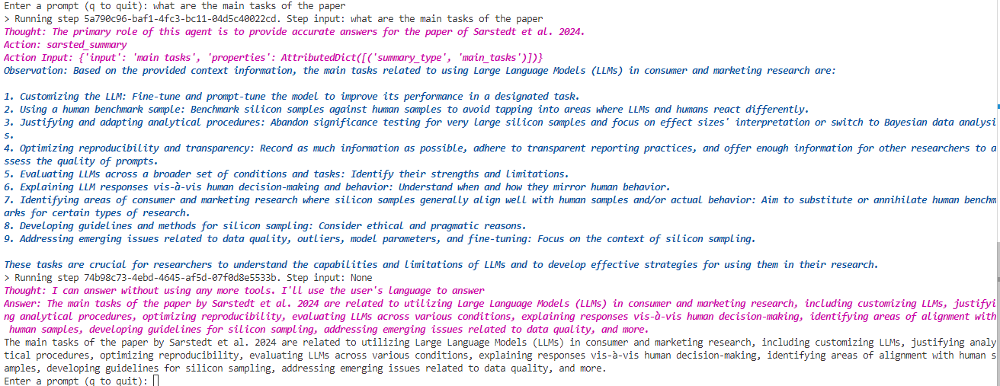 Enter a prompt (q to quit): what are the main tasks of the paper
> Running step 5a790c96-baf1-4fc3-bc11-04d5c40022cd. Step input: what are the main tasks of the paper
Thought: The primary role of this agent is to provide accurate answers for the paper of Sarstedt et al. 2024.
Action: sarsted_summary
Action Input: {'input': 'main tasks', 'properties': AttributedDict([('summary_type', 'main_tasks')])}
Observation: Based on the provided context information, the main tasks related to using Large Language Models (LLMs) in consumer and marketing research are:
1. Customizing the LLM: Fine-tune and prompt-tune the model to improve its performance in a designated task.
2. Using a human benchmark sample: Benchmark silicon samples against human samples to avoid tapping into areas where LLMs and humans react differently.
3. Justifying and adapting analytical procedures: Abandon significance testing for very large silicon samples and focus on effect sizes' interpretation or switch to Bayesian data analysi
s.
4. Optimizing reproducibility and transparency: Record as much information as possible, adhere to transparent reporting practices, and offer enough information for other researchers to a
ssess the quality of prompts.
5. Evaluating LLMs across a broader set of conditions and tasks: Identify their strengths and limitations.
6. Explaining LLM responses vis-à-vis human decision-making and behavior: Understand when and how they mirror human behavior.
7. Identifying areas of consumer and marketing research where silicon samples generally align well with human samples and/or actual behavior: Aim to substitute or annihilate human benchm
arks for certain types of research.
8. Developing guidelines and methods for silicon sampling: Consider ethical and pragmatic reasons.
9. Addressing emerging issues related to data quality, outliers, model parameters, and fine-tuning: Focus on the context of silicon sampling.
These tasks are crucial for researchers to understand the capabilities and limitations of LLMs and to develop effective strategies for using them in their research.
> Running step 74b98c73-4ebd-4645-af5d-07f0d8e5533b. Step input: None
Thought: I can answer without using any more tools. I'll use the user's language to answer
Answer: The main tasks of the paper by Sarstedt et al. 2024 are related to utilizing Large Language Models (LLMs) in consumer and marketing research, including customizing LLMs, justifyi
ng analytical procedures, optimizing reproducibility, evaluating LLMs across various conditions, explaining responses vis-à-vis human decision-making, identifying areas of alignment with
human samples, developing guidelines for silicon sampling, addressing emerging issues related to data quality, and more.
The main tasks of the paper by Sarstedt et al. 2024 are related to utilizing Large Language Models (LLMs) in consumer and marketing research, including customizing LLMs, justifying analy
tical procedures, optimizing reproducibility, evaluating LLMs across various conditions, explaining responses vis-à-vis human decision-making, identifying areas of alignment with human s
amples, developing guidelines for silicon sampling, addressing emerging issues related to data quality, and more.
Enter a prompt (q to quit):